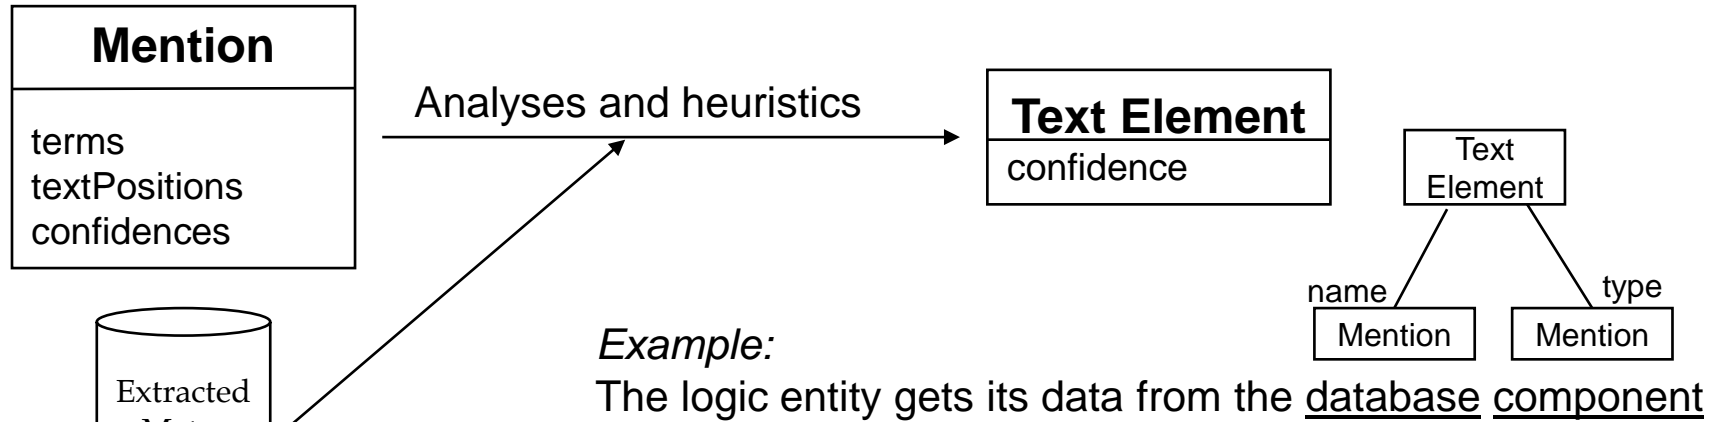 Mention
terms
textPositions
confidences
Analyses and heuristics
Text Element
confidence
Text
Element
name
type
Mention
Mention
Extracted
Example:
The logic entity gets its data from the database component